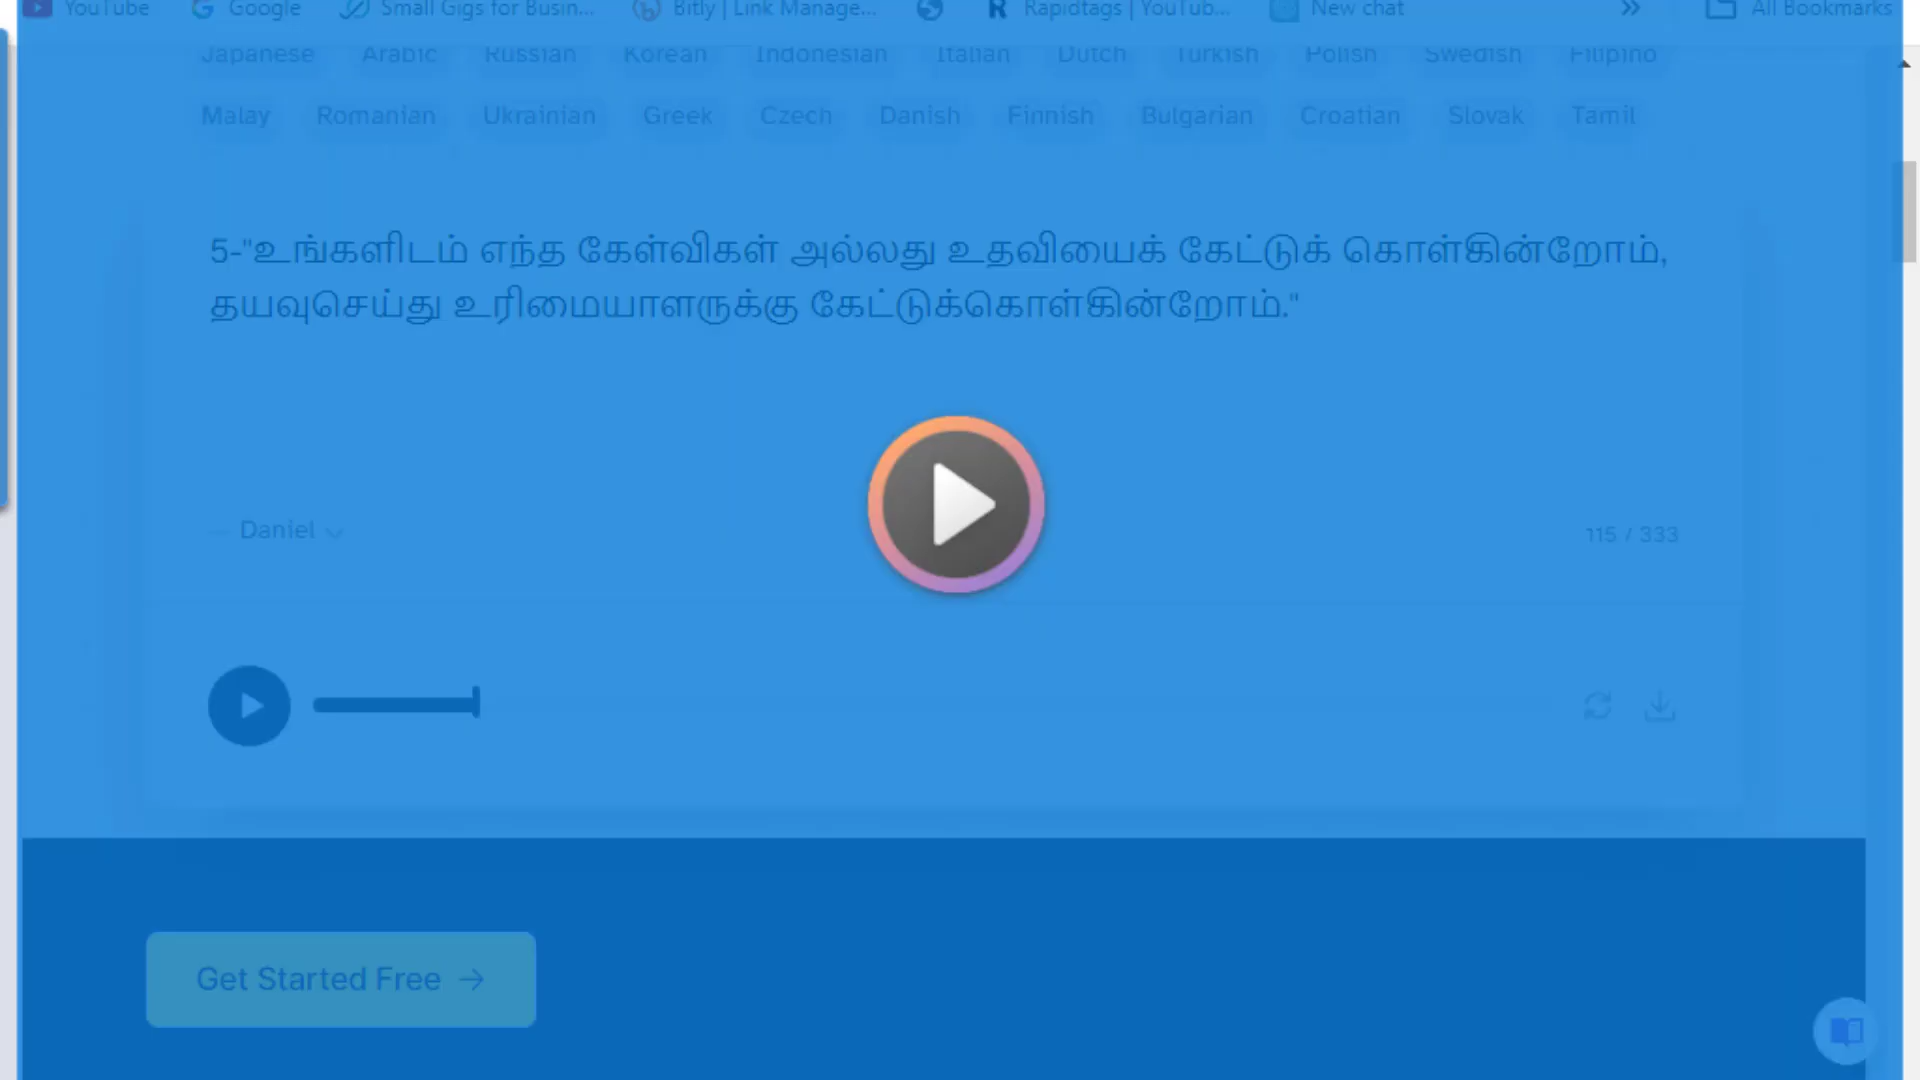 YouTube Google Small Gigs for Busin... Bitly | Link Manage... Rapidtags | YouTub... New chat » All Bookmarks
Japanese Arabic Russian Korean Indonesian Italian Dutch Turkish Polish Swedish Filipino
Malay Romanian Ukrainian Greek Czech Danish Finnish Bulgarian Croatian Slovak Tamil
5-"உங்களிடம் எந்த கேள்விகள் அல்லது உதவியைக் கேட்டுக் கொள்கின்றோம்,
தயவுசெய்து உரிமையாளருக்கு கேட்டுக்கொள்கின்றோம்."
Daniel 115 / 333
Get Started Free →